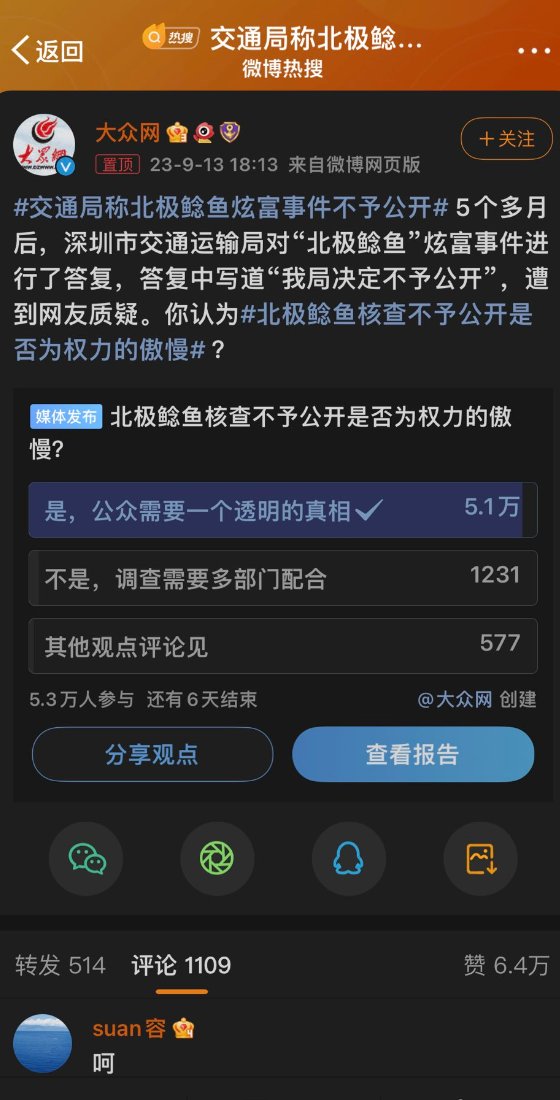 返回
热搜
交通局称北极鲶...
微博热搜
大众网
WWW.DZWWW.COM
置顶 23-9-13 18:13 来自微博网页版
+关注
#交通局称北极鲶鱼炫富事件不予公开# 5个多月
后，深圳市交通运输局对“北极鲶鱼”炫富事件进
行了答复，答复中写道“我局决定不予公开”，遭
到网友质疑。你认为#北极鲶鱼核查不予公开是
否为权力的傲慢#？
媒体发布 北极鲶鱼核查不予公开是否为权力的傲
慢?
是，公众需要一个透明的真相 5.1万
不是，调查需要多部门配合 1231
其他观点评论见 577
5.3万人参与 还有6天结束 @大众网 创建
分享观点 查看报告
转发 514 评论 1109 赞 6.4万
suan容
呵